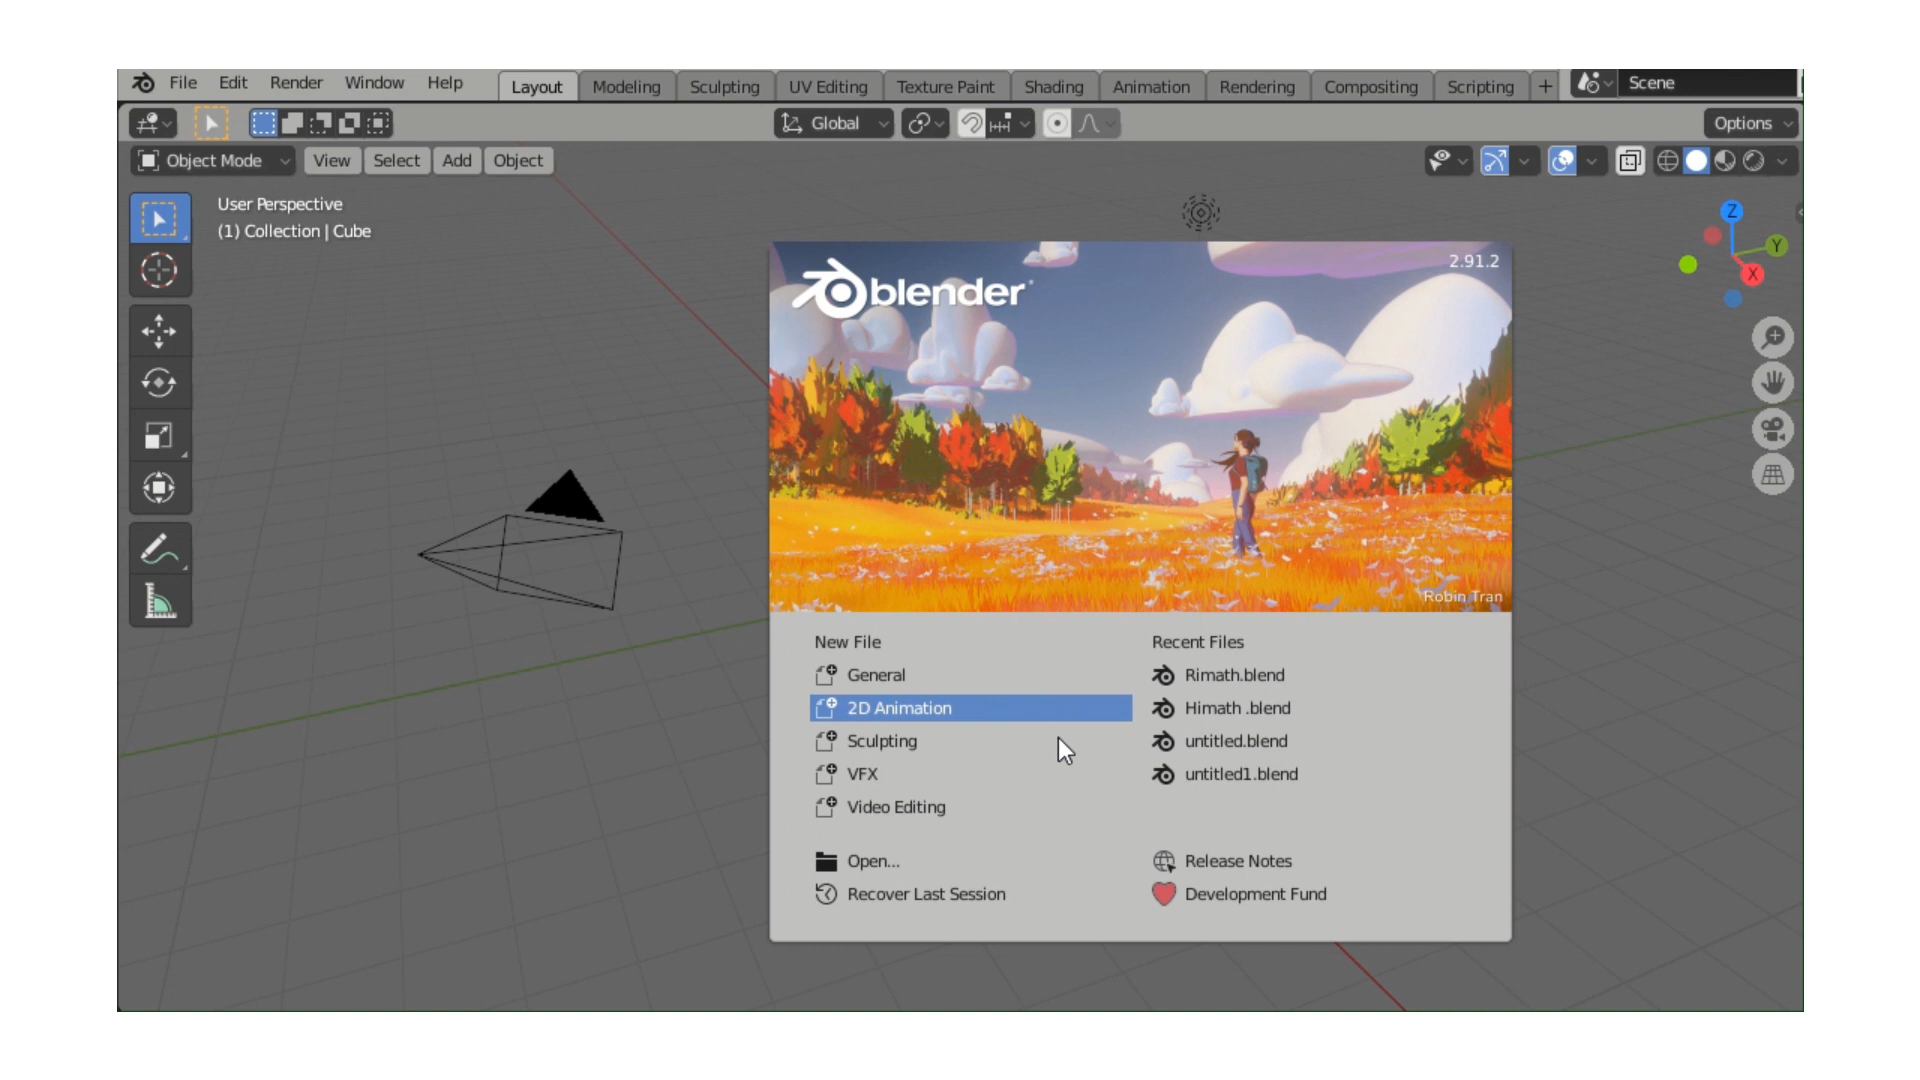 File Edit Render Window Help Layout Modeling Sculpting UV Editing Texture Paint Shading Animation Rendering Compositing Scripting + Scene
Global Options
Object Mode View Select Add Object
User Perspective
(1) Collection | Cube
Z
Y
X
2.91.2
blender
Robin Tran
New File
General
2D Animation
Sculpting
VFX
Video Editing
Open...
Recover Last Session
Recent Files
Rimath.blend
Himath .blend
untitled.blend
untitled1.blend
Release Notes
Development Fund